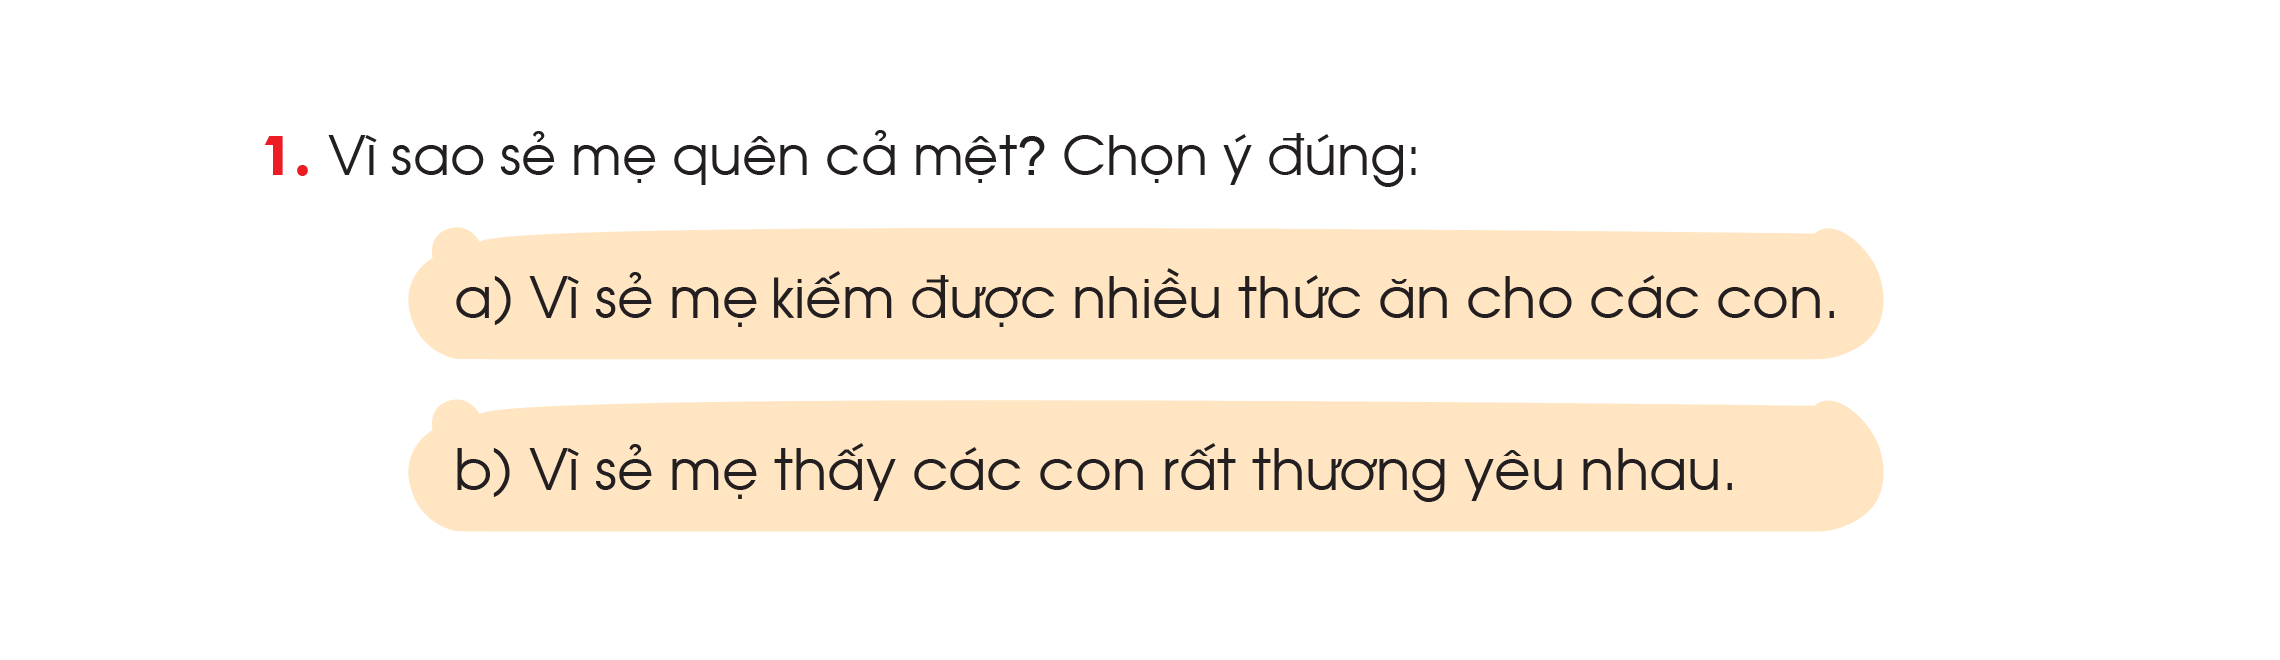 1. Vì sao sẻ mẹ quên cả mệt? Chọn ý đúng:
a) Vì sẻ mẹ kiếm được nhiều thức ăn cho các con.
b) Vì sẻ mẹ thấy các con rất thương yêu nhau.